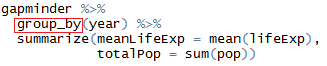 gapminder %>%
group_by(year) %>%
summarize(meanLifeExp = mean(lifeExp),
totalPop = sum(pop))